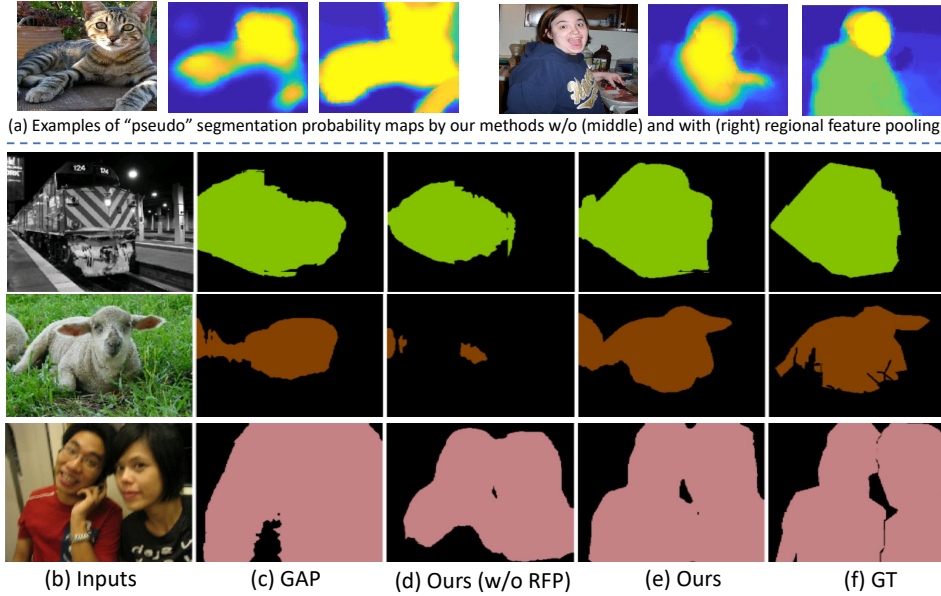 (a) Examples of “pseudo” segmentation probability maps by our methods w/o (middle) and with (right) regional feature pooling
124
(b) Inputs
(c) GAP
(d) Ours (w/o RFP)
(e) Ours
(f) GT